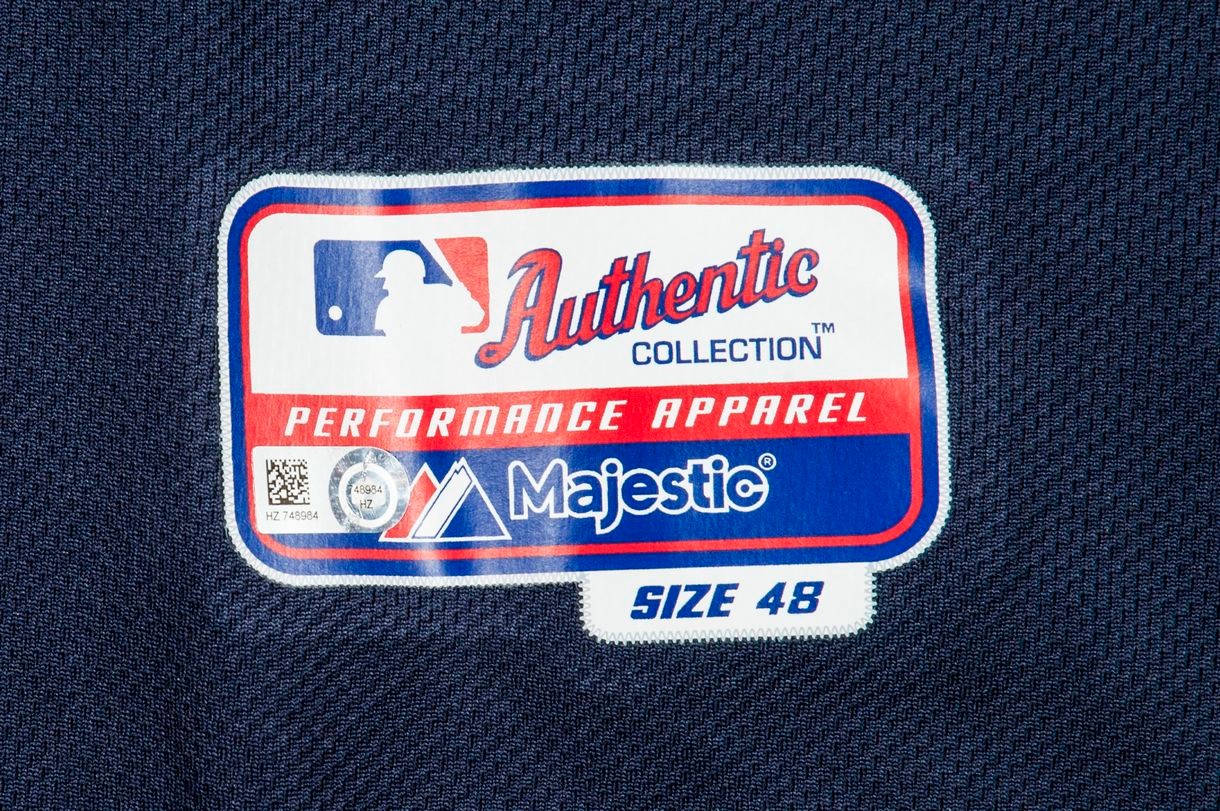 Authentic
COLLECTION™
PERFORMANCE APPAREL
Majestic®
HZ 748984
748984
HZ
SIZE 48